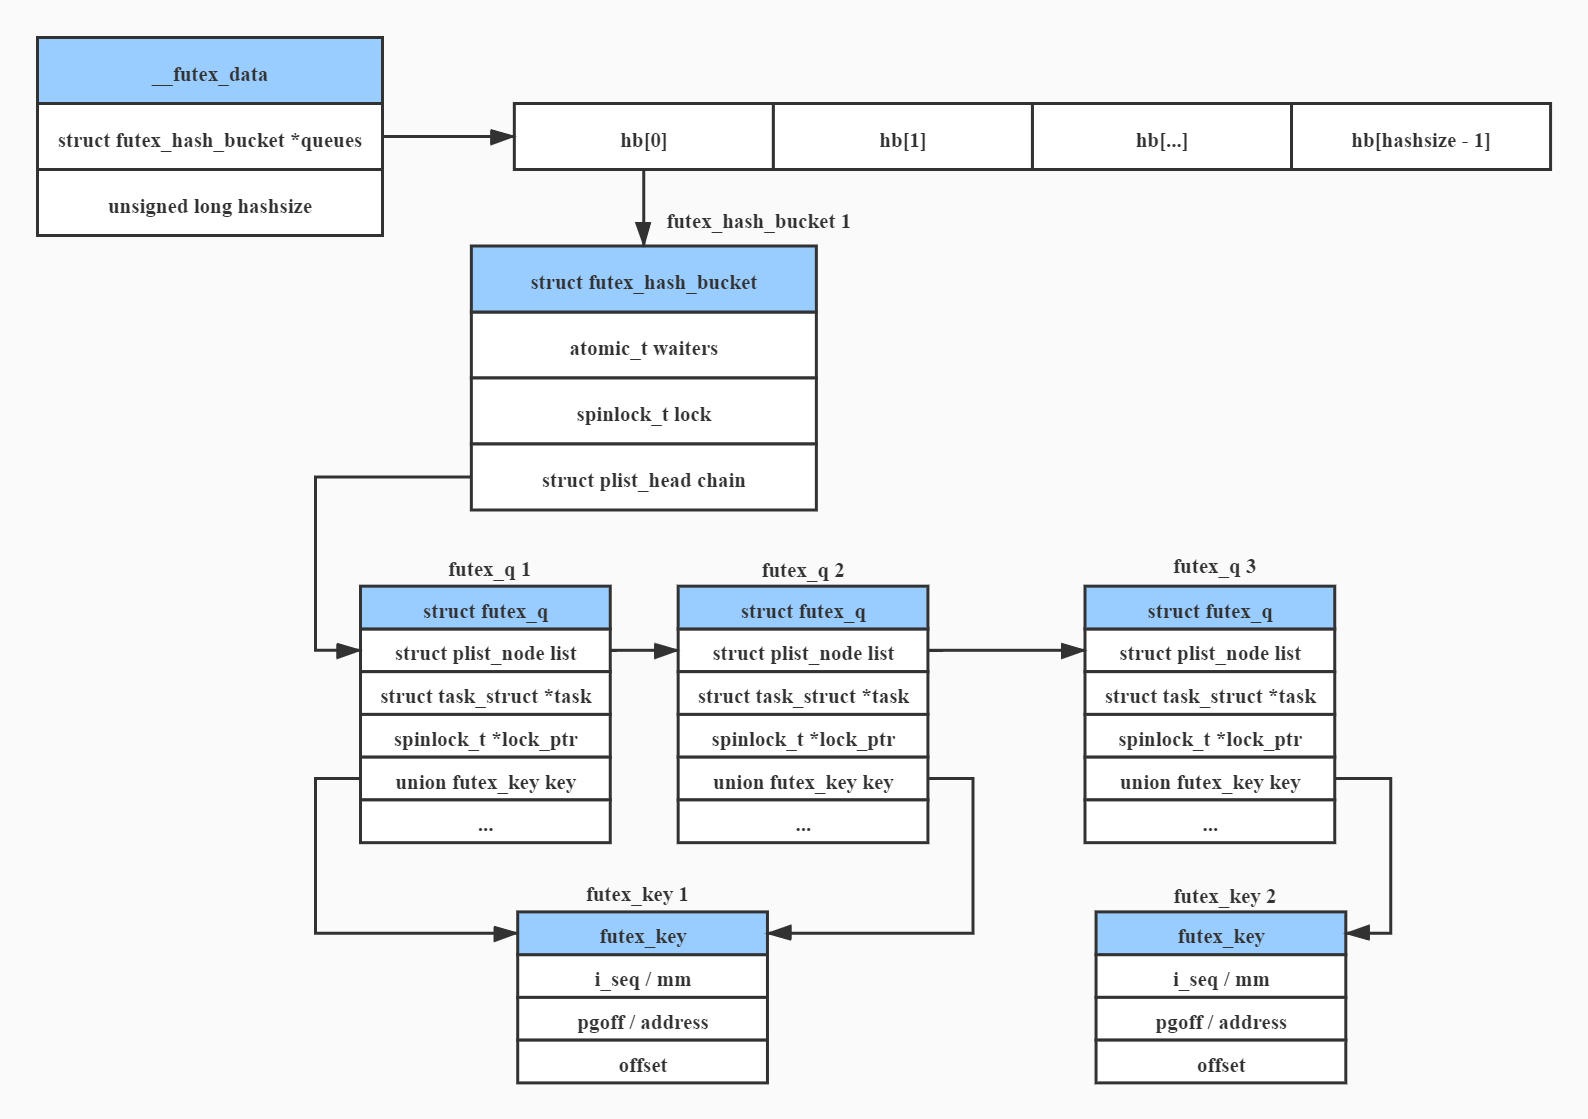 __futex_data
struct futex_hash_bucket *queues
unsigned long hashsize
hb[0]
hb[1]
hb[...]
hb[hashsize - 1]
futex_hash_bucket 1
struct futex_hash_bucket
atomic_t waiters
spinlock_t lock
struct plist_head chain
futex_q 1
struct futex_q
struct plist_node list
struct task_struct *task
spinlock_t *lock_ptr
union futex_key key
...
futex_q 2
struct futex_q
struct plist_node list
struct task_struct *task
spinlock_t *lock_ptr
union futex_key key
...
futex_q 3
struct futex_q
struct plist_node list
struct task_struct *task
spinlock_t *lock_ptr
union futex_key key
...
futex_key 1
futex_key
i_seq / mm
pgoff / address
offset
futex_key 2
futex_key
i_seq / mm
pgoff / address
offset